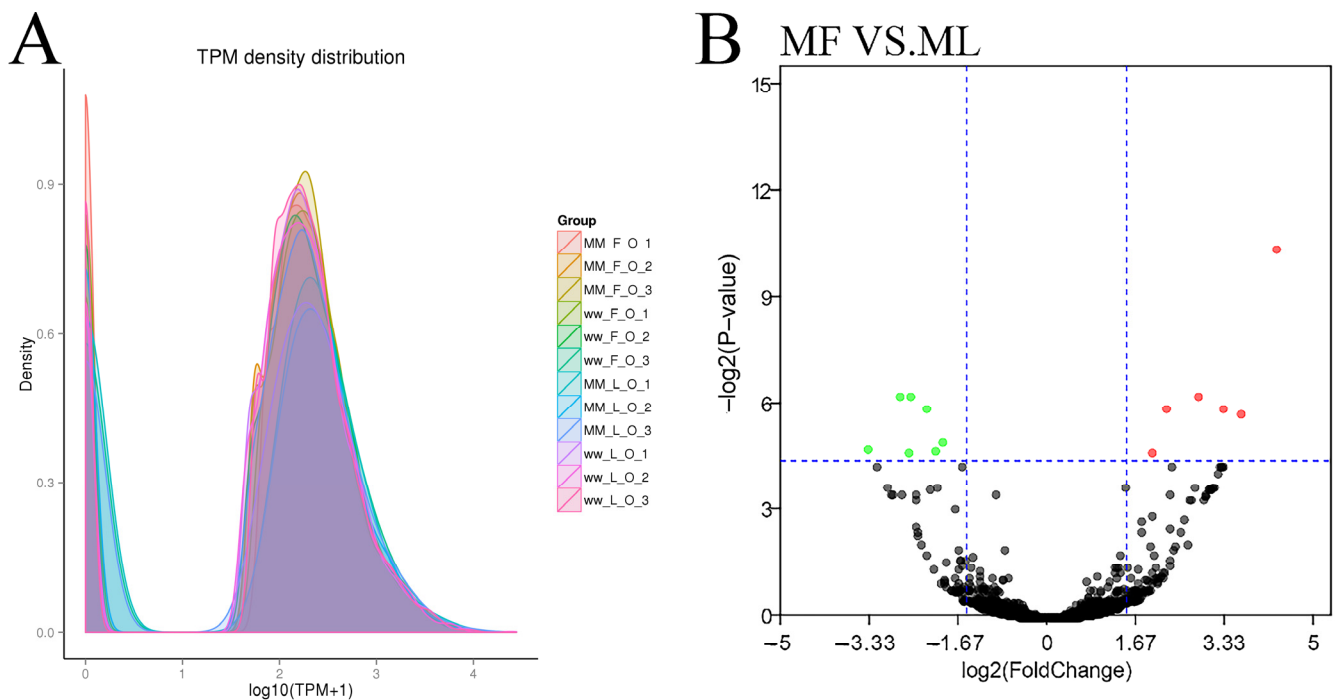 A
TPM density distribution
Density
0.9
0.6
0.3
0.0
0 1 2 3 4
log10(TPM+1)
Group
MM_F_O_1
MM_F_O_2
MM_F_O_3
ww_F_O_1
ww_F_O_2
ww_F_O_3
MM_L_O_1
MM_L_O_2
MM_L_O_3
ww_L_O_1
ww_L_O_2
ww_L_O_3
B
MF VS.ML
−log2(P−value)
15
12
9
6
3
0
−5 −3.33 −1.67 0 1.67 3.33 5
log2(FoldChange)